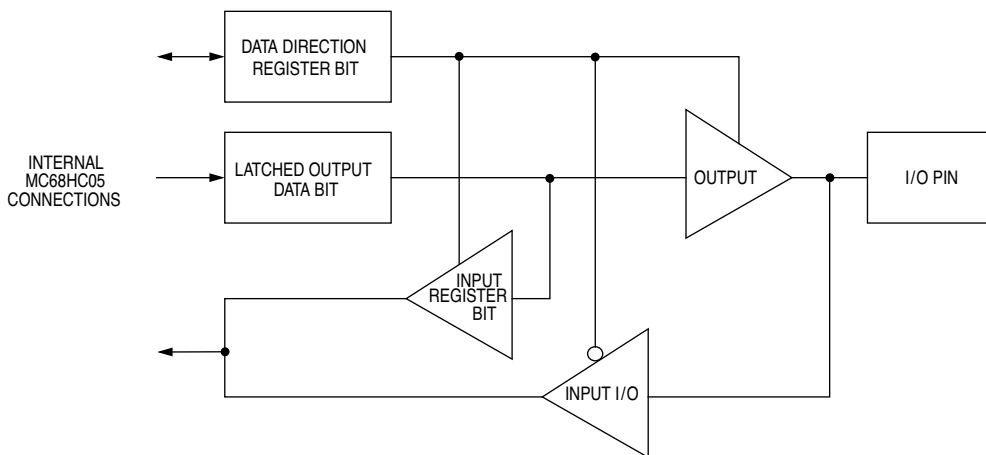 DATA DIRECTION
REGISTER BIT
INTERNAL
MC68HC05
CONNECTIONS
LATCHED OUTPUT
DATA BIT
OUTPUT
I/O PIN
INPUT
REGISTER
BIT
INPUT I/O